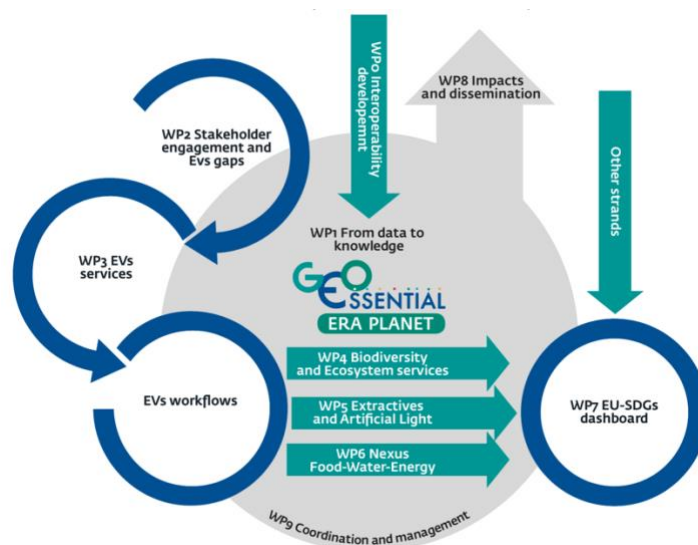 WP0 Interoperability
developemnt
WP8 Impacts
and dissemination
WP2 Stakeholder
engagement and
Evs gaps
Other strands
WP1 From data to
knowledge
WP3 EVs
services
GEO
ESSENTIAL
ERA PLANET
WP4 Biodiversity
and Ecosystem services
EVs workflows
WP5 Extractives
and Artificial Light
WP7 EU-SDGs
dashboard
WP6 Nexus
Food-Water-Energy
WP9 Coordination and management